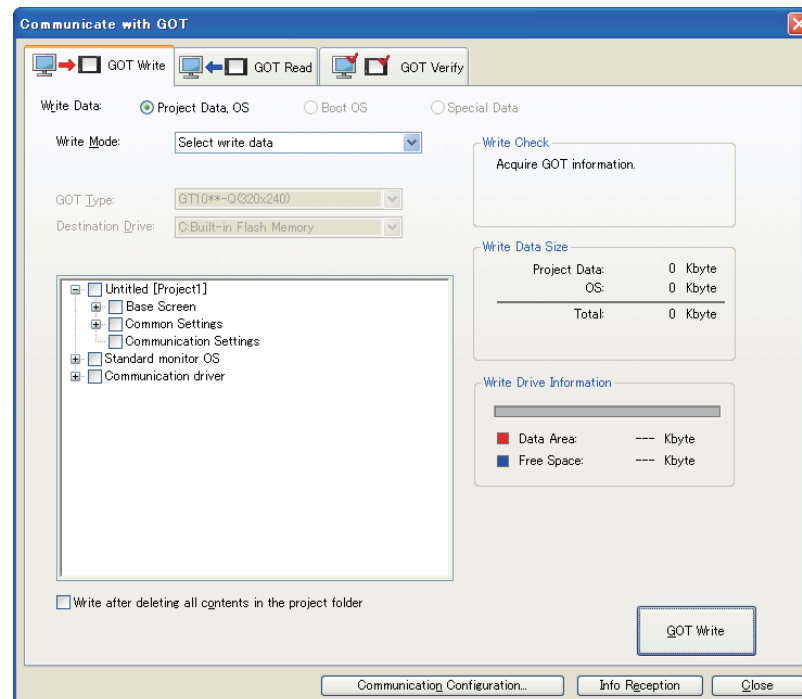 Communicate with GOT
GOT Write
GOT Read
GOT Verify
Write Data:
Project Data, OS
Boot OS
Special Data
Write Mode:
Select write data
GOT Type:
GT10**-Q(320x240)
Destination Drive:
C:Built-in Flash Memory
Untitled [Project1]
Base Screen
Common Settings
Communication Settings
Standard monitor OS
Communication driver
Write after deleting all contents in the project folder
Write Check
Acquire GOT information.
Write Data Size
Project Data: 0 Kbyte
OS: 0 Kbyte
Total: 0 Kbyte
Write Drive Information
Data Area: --- Kbyte
Free Space: --- Kbyte
GOT Write
Communication Configuration...
Info Reception
Close